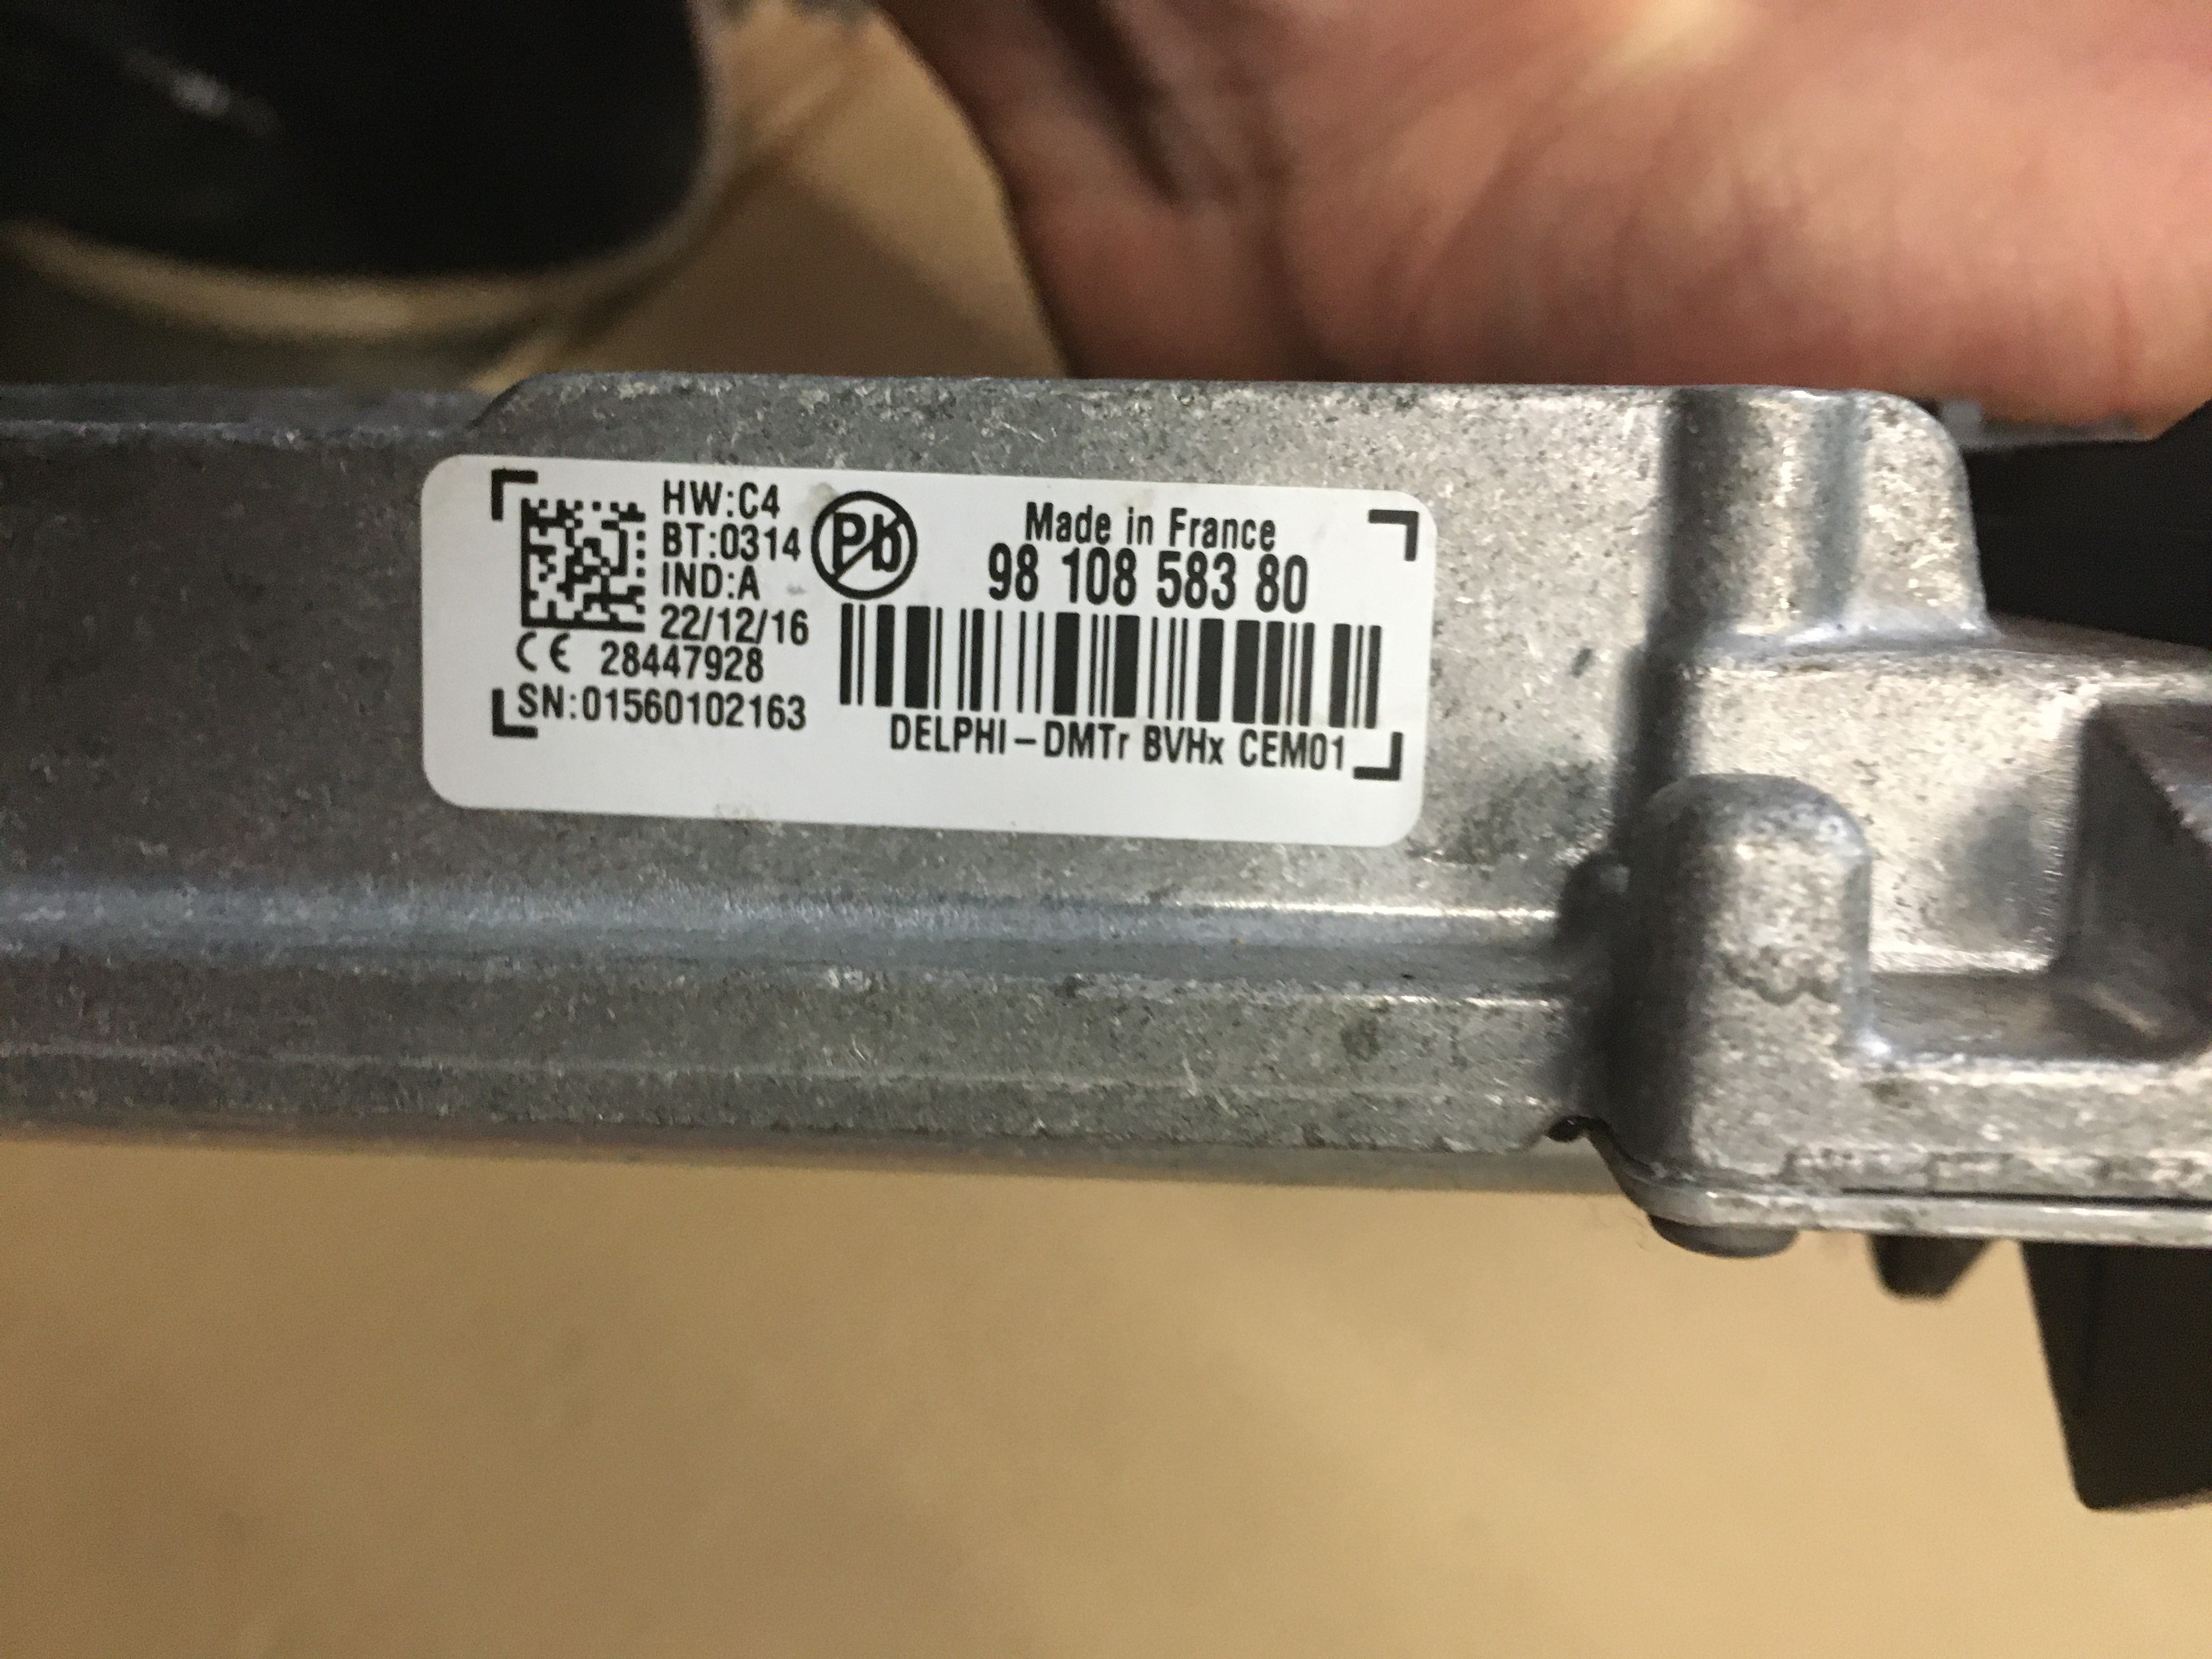 HW:C4
BT:0314
IND:A
22/12/16
CE 28447928
SN:01560102163
Pb
Made in France
98 108 583 80
DELPHI-DMTr BVHx CEM01